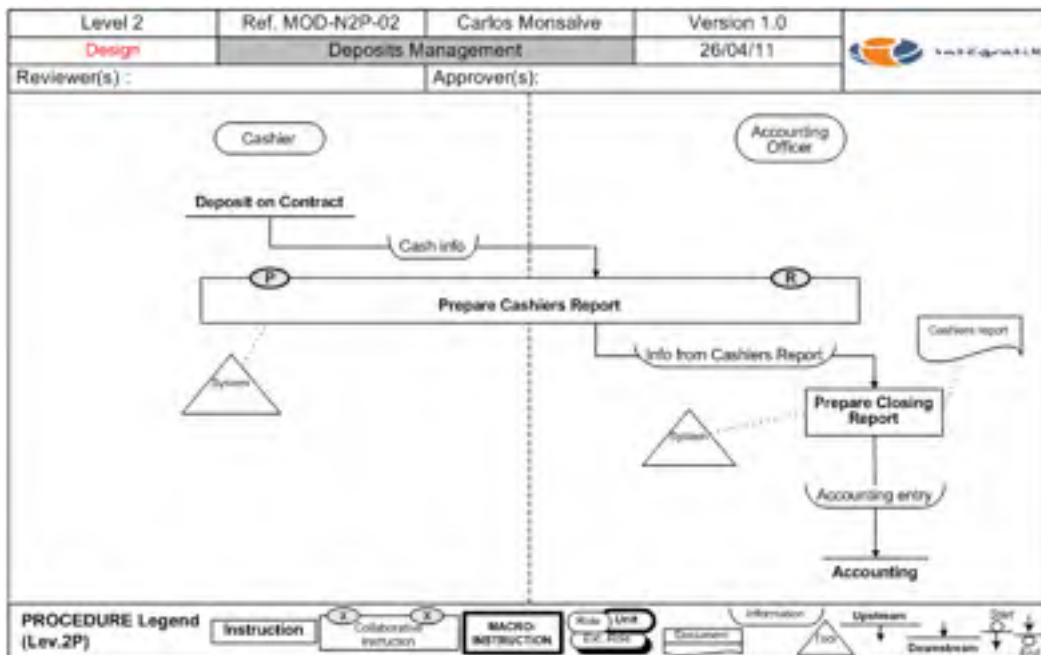 Level 2
Ref. MOD-N2P-02
Carlos Monsalve
Version 1.0
Design
Deposits Management
26/04/11
Reviewer(s) :
Approver(s):
Cashier
Accounting
Officer
Deposit on Contract
Cash info
P
R
Prepare Cashiers Report
Cashiers report
Info from Cashiers Report
System
Prepare Closing
Report
System
Accounting entry
Accounting
PROCEDURE Legend
(Lev.2P)
Instruction
X
X
Collaborative
instruction
MACRO-
INSTRUCTION
Role
Unit
Ext. Role
Document
Information
Tool
Upstream
Downstream
Start
End